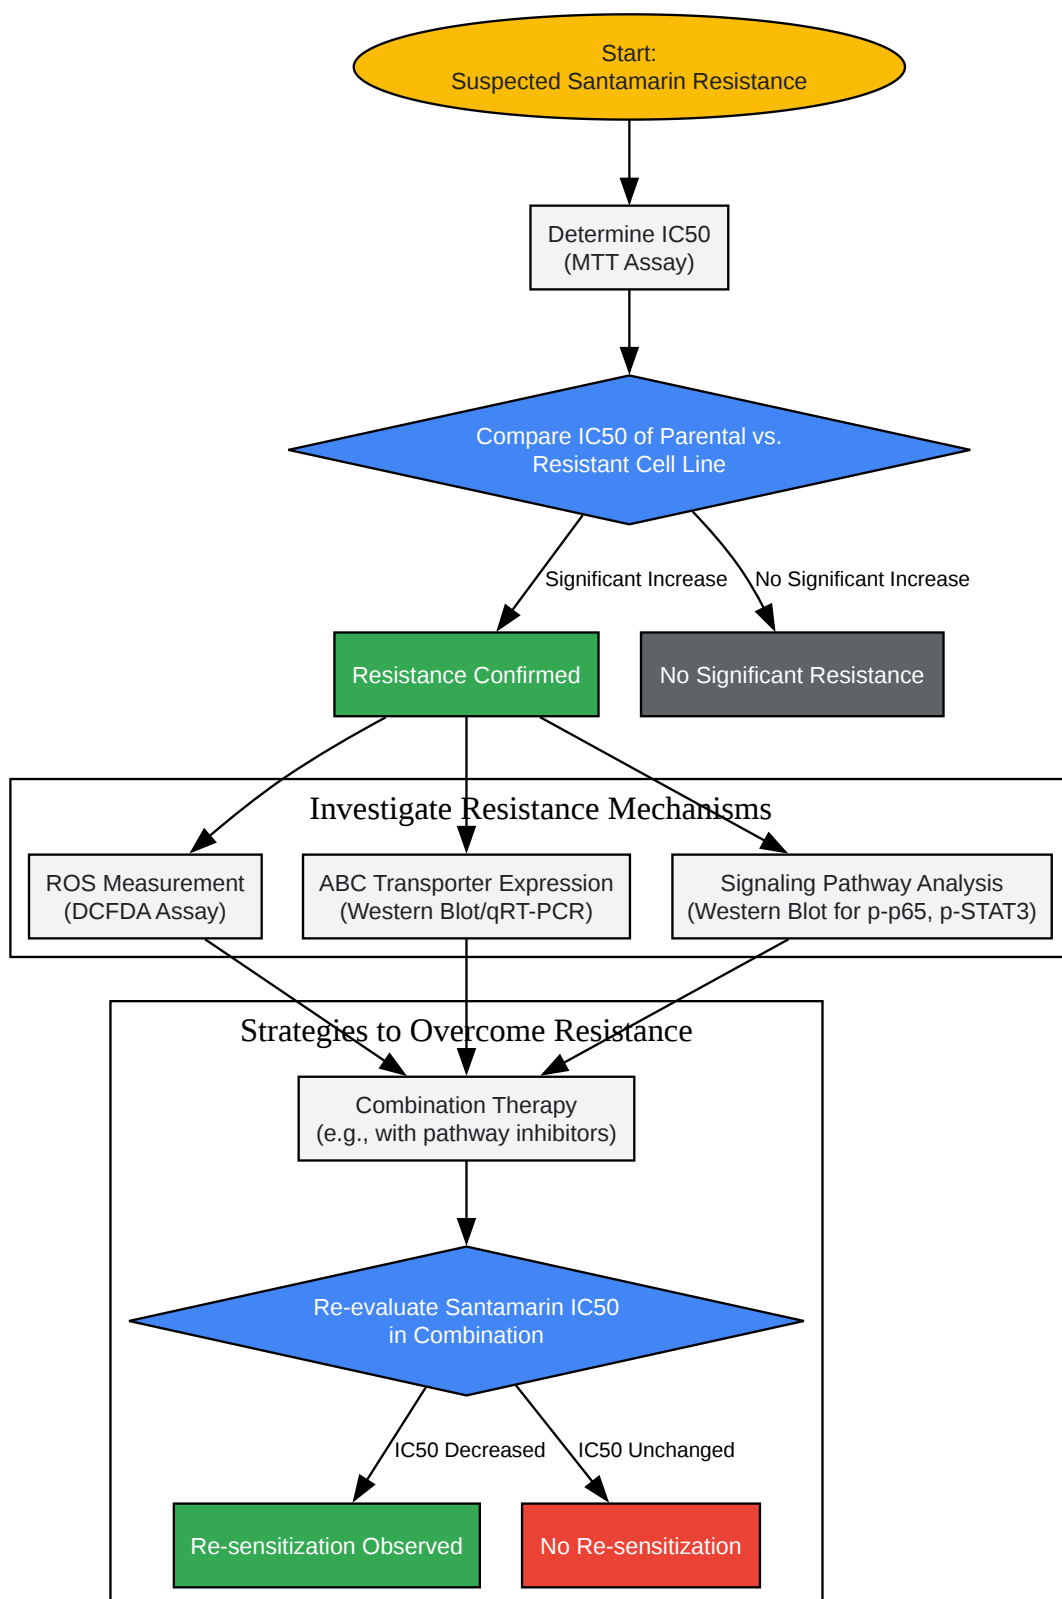 Start:
Suspected Santamarin Resistance
Determine IC50
(MTT Assay)
Compare IC50 of Parental vs.
Resistant Cell Line
Significant Increase
No Significant Increase
Resistance Confirmed
No Significant Resistance
Investigate Resistance Mechanisms
ROS Measurement
(DCFDA Assay)
ABC Transporter Expression
(Western Blot/qRT-PCR)
Signaling Pathway Analysis
(Western Blot for p-p65, p-STAT3)
Strategies to Overcome Resistance
Combination Therapy
(e.g., with pathway inhibitors)
Re-evaluate Santamarin IC50
in Combination
IC50 Decreased
IC50 Unchanged
Re-sensitization Observed
No Re-sensitization